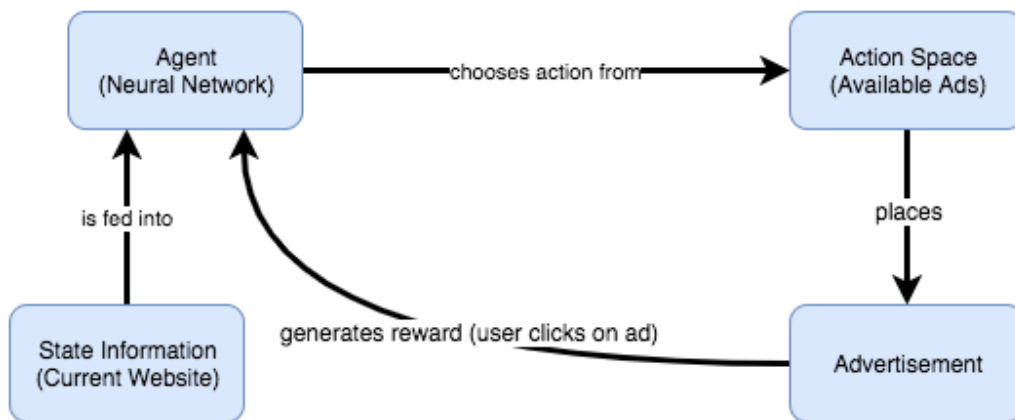 Agent
(Neural Network)
chooses action from
Action Space
(Available Ads)
is fed into
places
generates reward (user clicks on ad)
State Information
(Current Website)
Advertisement